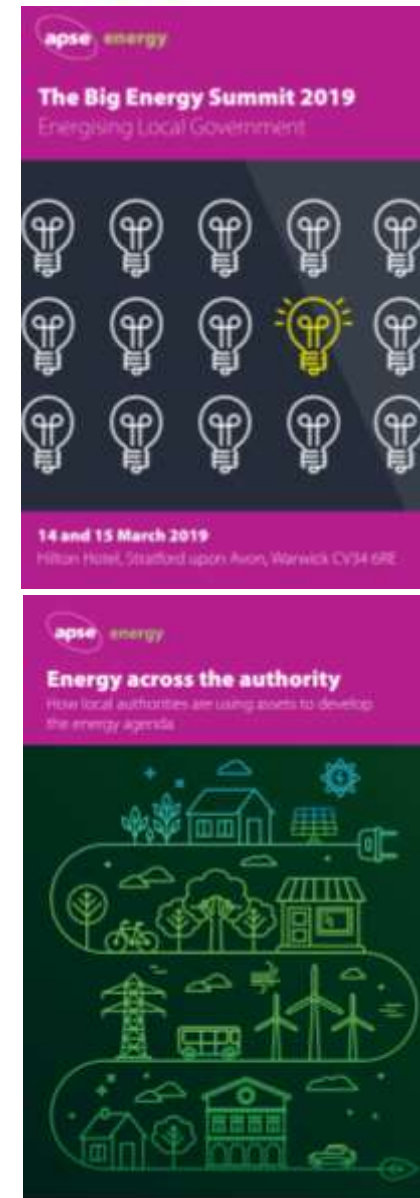 apse energy
The Big Energy Summit 2019
Energising Local Government
14 and 15 March 2019
Hilton Hotel, Stratford upon Avon, Warwick CV34 6RE
apse energy
Energy across the authority
How local authorities are using assets to develop
the energy agenda